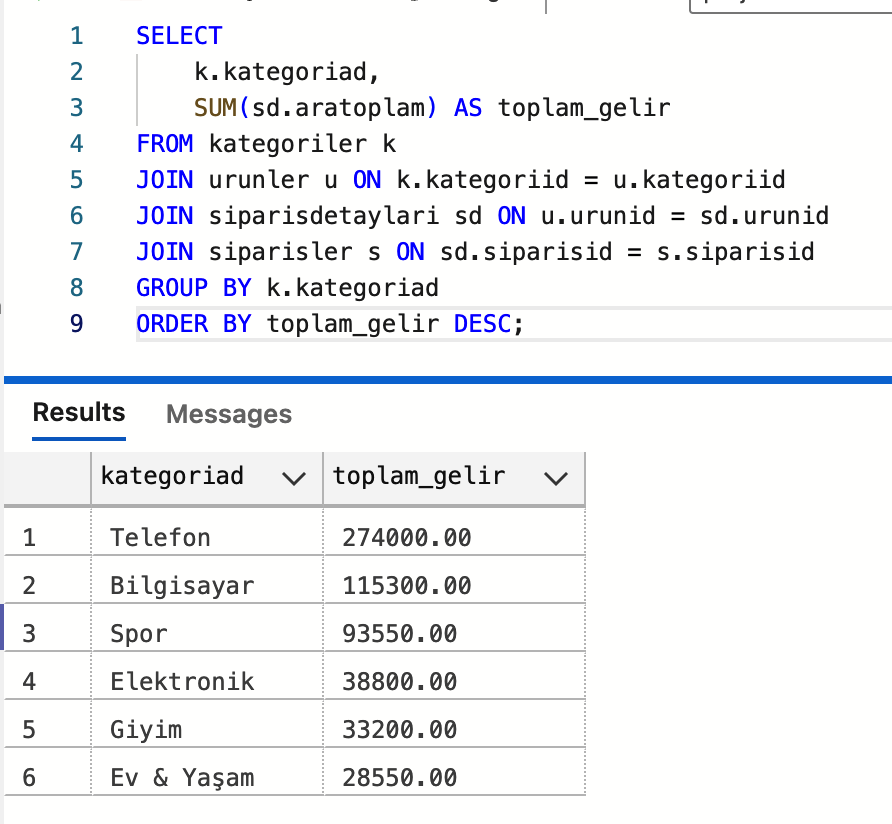 1 SELECT
2 k.kategoriad,
3 SUM(sd.aratoplam) AS toplam_gelir
4 FROM kategoriler k
5 JOIN urunler u ON k.kategoriid = u.kategoriid
6 JOIN siparisdetaylari sd ON u.urunid = sd.urunid
7 JOIN siparisler s ON sd.siparisid = s.siparisid
8 GROUP BY k.kategoriad
9 ORDER BY toplam_gelir DESC;
Results Messages
kategoriad toplam_gelir
1 Telefon 274000.00
2 Bilgisayar 115300.00
3 Spor 93550.00
4 Elektronik 38800.00
5 Giyim 33200.00
6 Ev & Yaşam 28550.00